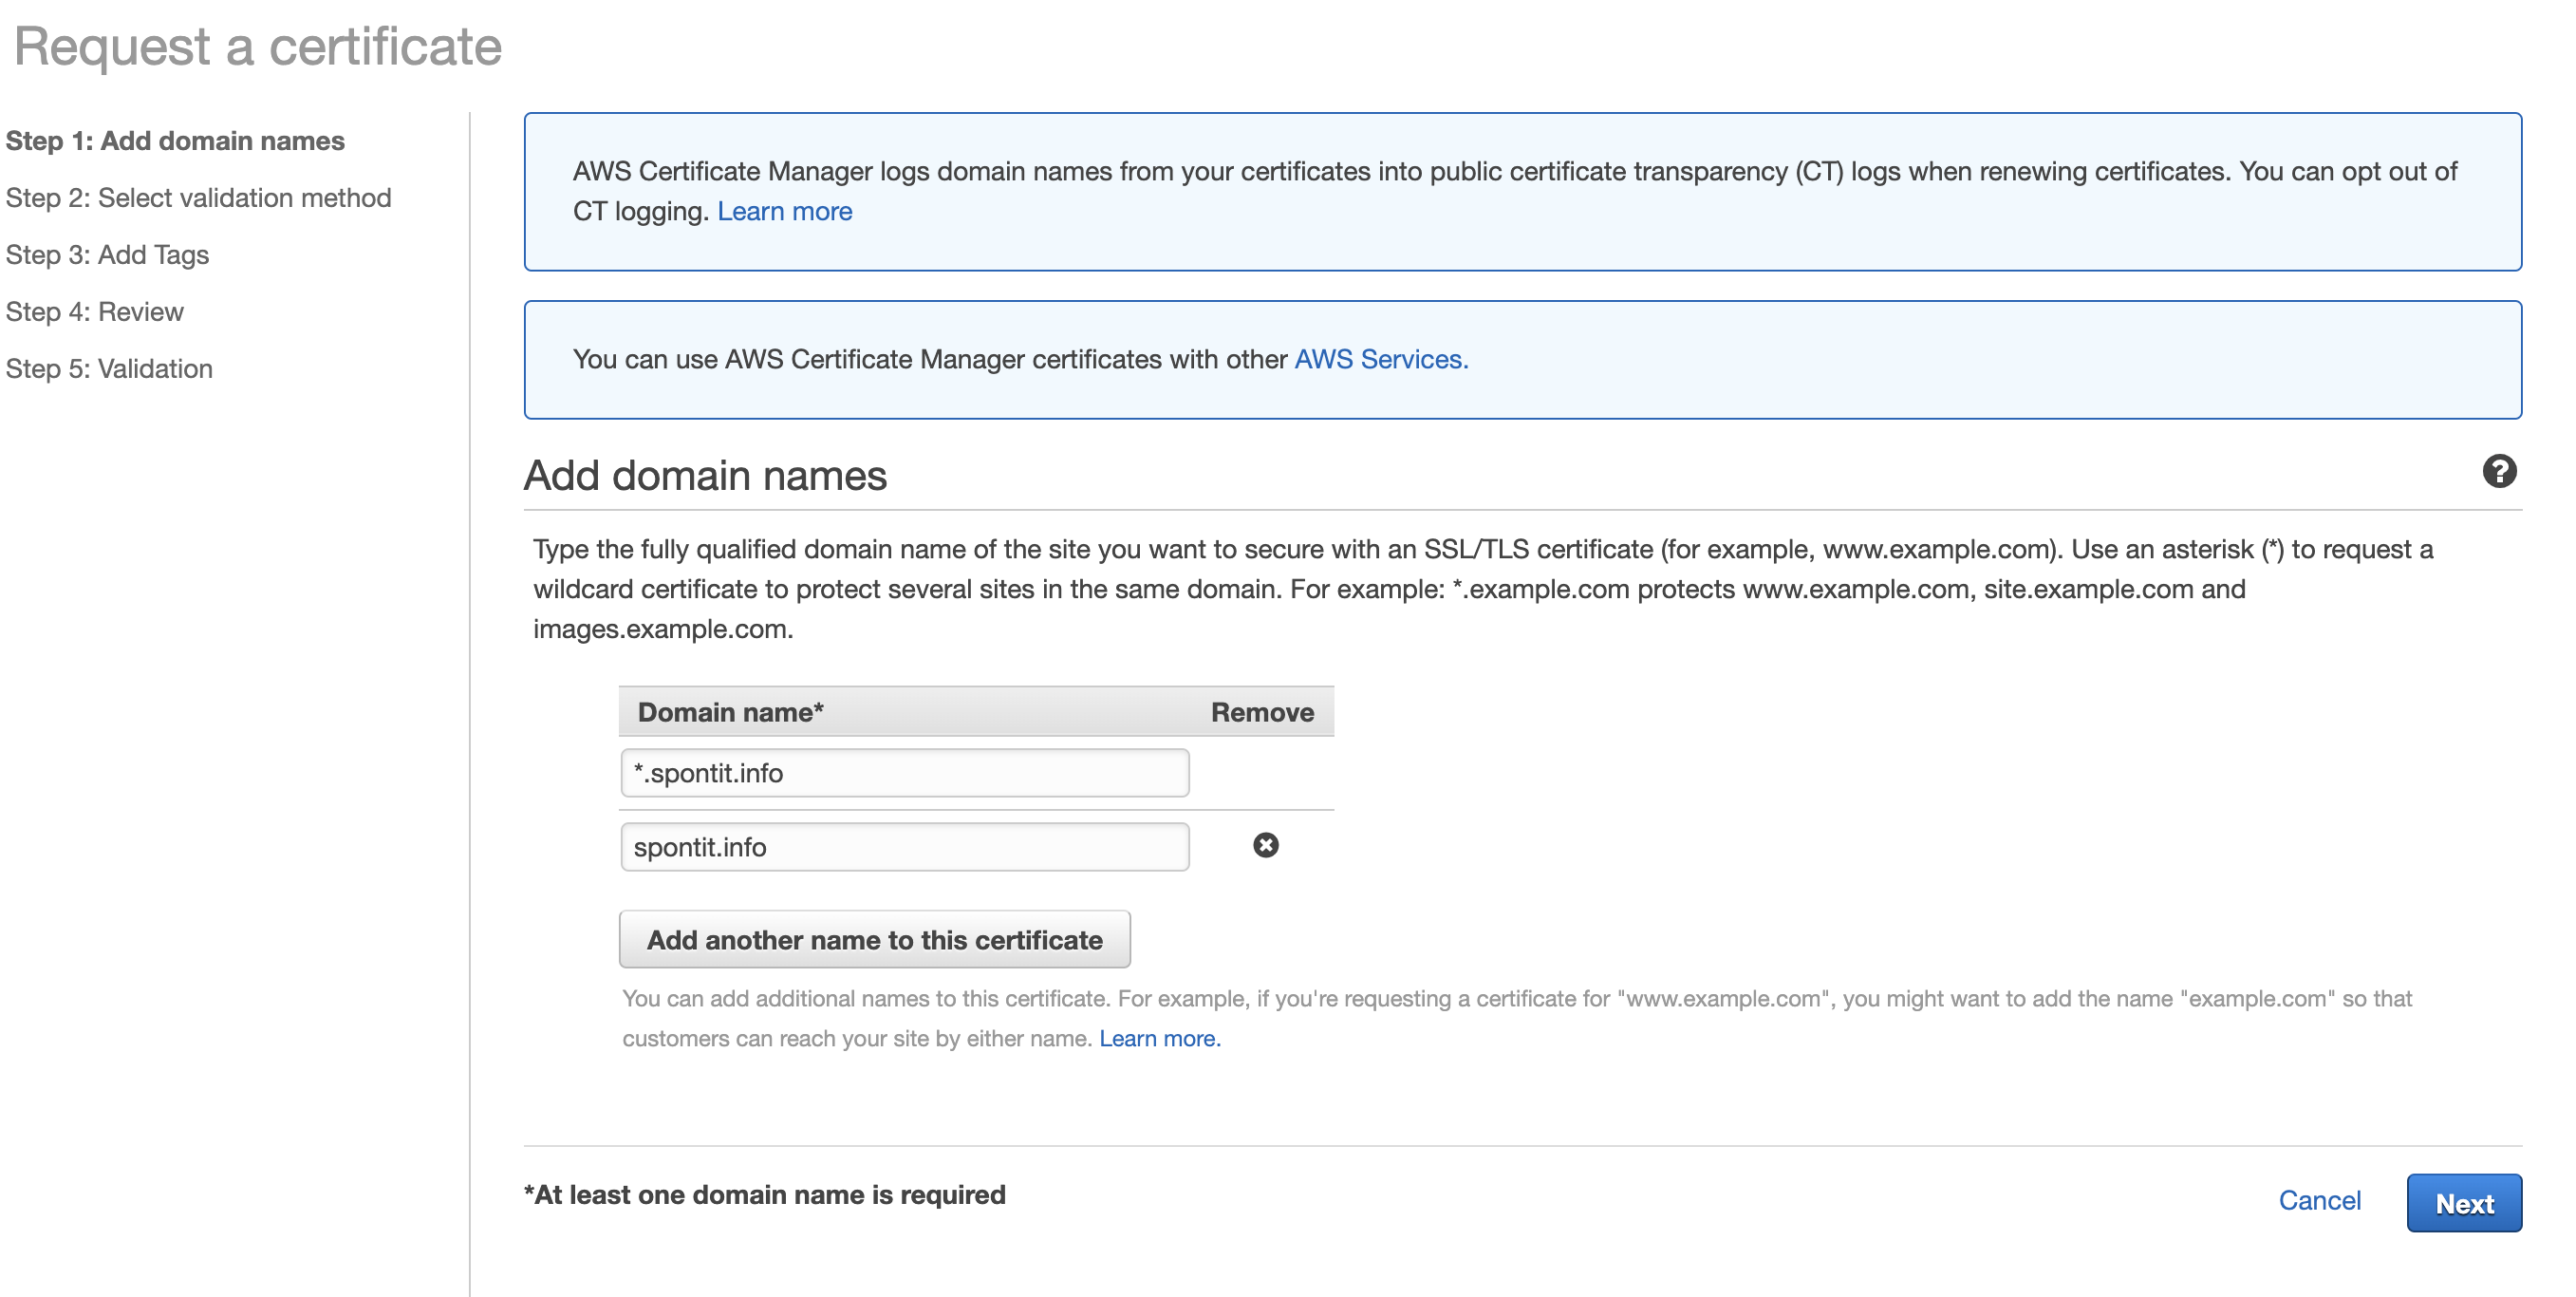 Request a certificate
Step 1: Add domain names
Step 2: Select validation method
Step 3: Add Tags
Step 4: Review
Step 5: Validation
AWS Certificate Manager logs domain names from your certificates into public certificate transparency (CT) logs when renewing certificates. You can opt out of
CT logging. Learn more
You can use AWS Certificate Manager certificates with other AWS Services.
Add domain names
?
Type the fully qualified domain name of the site you want to secure with an SSL/TLS certificate (for example, www.example.com). Use an asterisk (*) to request a
wildcard certificate to protect several sites in the same domain. For example: *.example.com protects www.example.com, site.example.com and
images.example.com.
Domain name* Remove
*.spontit.info
spontit.info
Add another name to this certificate
You can add additional names to this certificate. For example, if you're requesting a certificate for "www.example.com", you might want to add the name "example.com" so that
customers can reach your site by either name. Learn more.
*At least one domain name is required
Cancel Next